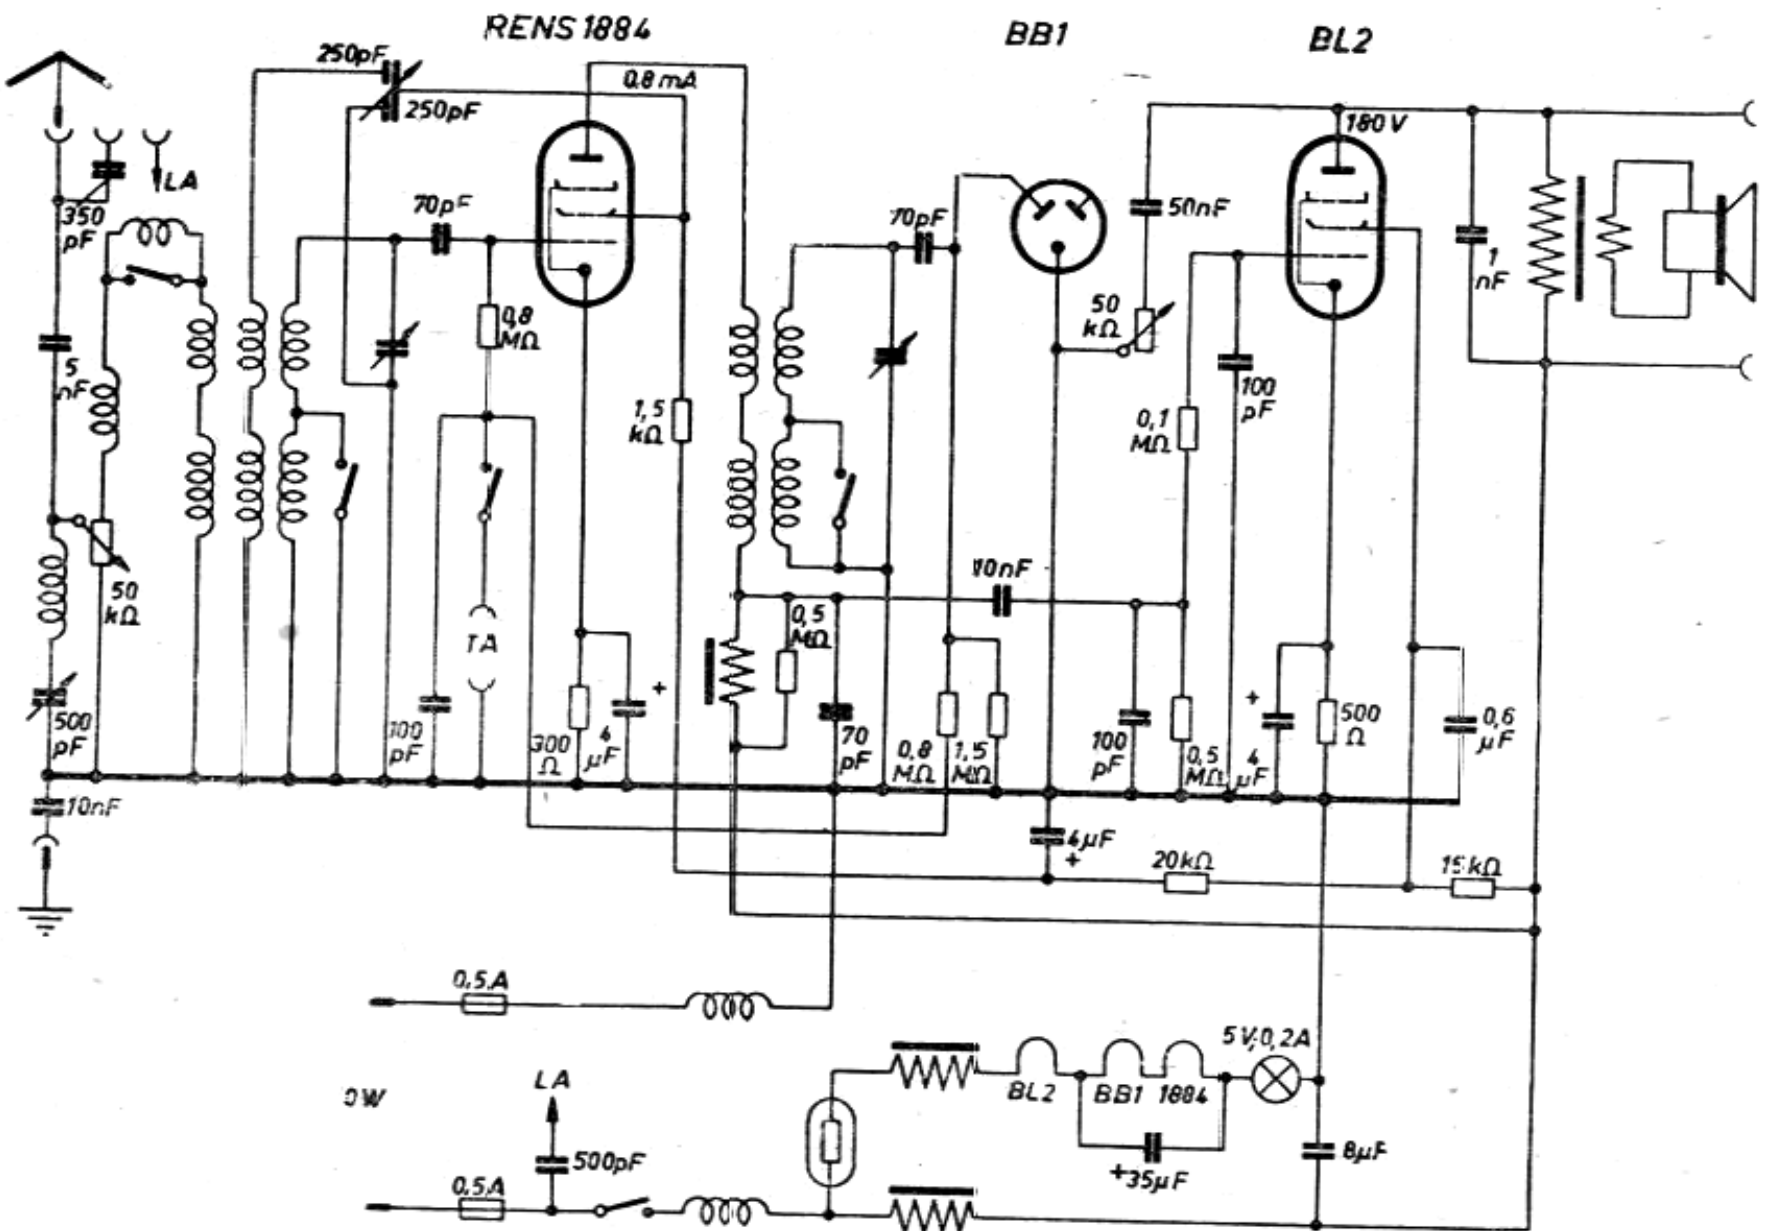 RENS 1884
BB1
BL2
250pF
0,8 mA
250pF
180 V
LA
350
pF
70pF
70pF
50nF
5
nF
0,8
MΩ
50
kΩ
1
nF
1,5
kΩ
100
pF
0,1
MΩ
50
kΩ
10nF
0,5
MΩ
TA
500
pF
100
pF
300
Ω
4
µF
+
70
pF
0,8
MΩ
1,5
MΩ
100
pF
0,5
MΩ
+
4
µF
500
Ω
0,6
µF
10nF
4µF
+
20kΩ
15kΩ
0,5A
5V;0,2A
BL2
BB1
1884
LA
0W
500pF
+35µF
8µF
0,5A